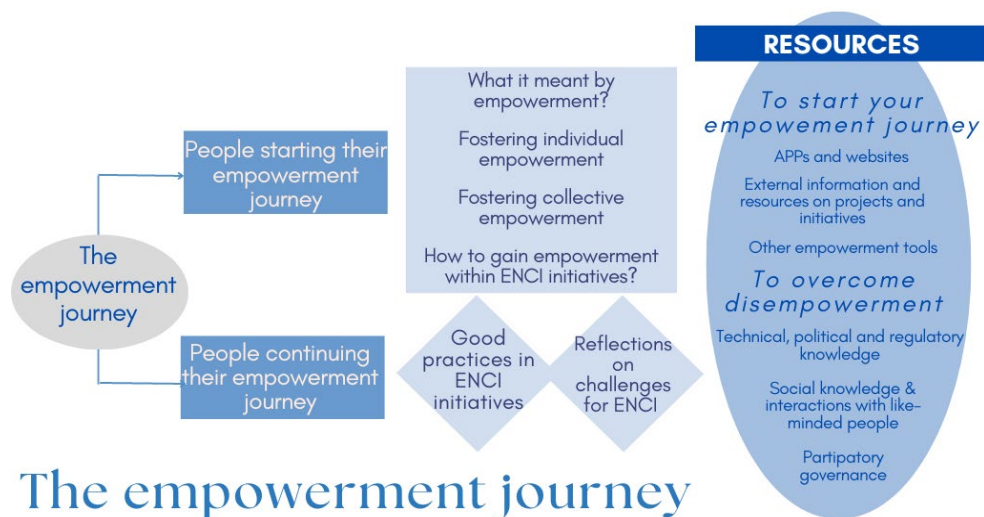 The
empowerment
journey
People starting their
empowerment
journey
People continuing
their empowerment
journey
What it meant by
empowerment?
Fostering individual
empowerment
Fostering collective
empowerment
How to gain empowerment
within ENCI initiatives?
Good
practices in
ENCI
initiatives
Reflections
on
challenges
for ENCI
RESOURCES
To start your
empowement journey
APPs and websites
External information and
resources on projects and
initiatives
Other empowerment tools
To overcome
disempowerment
Technical, political and regulatory
knowledge
Social knowledge &
interactions with like-
minded people
Partipatory
governance
The empowerment journey